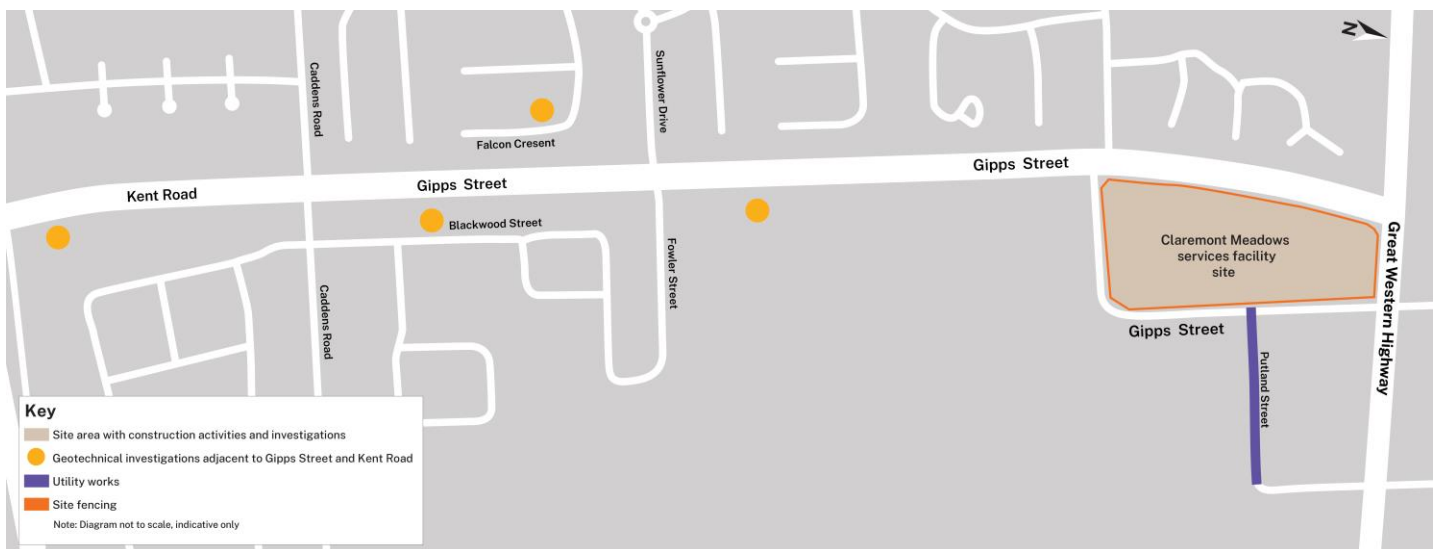 N
Caddens Road
Sunflower Drive
Falcon Cresent
Gipps Street
Gipps Street
Kent Road
Blackwood Street
Fowler Street
Claremont Meadows
services facility
site
Great Western Highway
Caddens Road
Gipps Street
Putland Street
Key
Site area with construction activities and investigations
Geotechnical investigations adjacent to Gipps Street and Kent Road
Utility works
Site fencing
Note: Diagram not to scale, indicative only